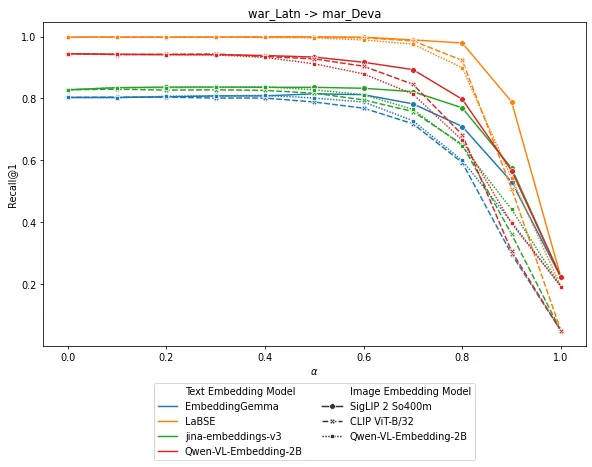 war_Latn -> mar_Deva
Recall@1
1.0
0.8
0.6
0.4
0.2
0.0 0.2 0.4 0.6 0.8 1.0
α
Text Embedding Model Image Embedding Model
EmbeddingGemma SigLIP 2 So400m
LaBSE CLIP ViT-B/32
jina-embeddings-v3 Qwen-VL-Embedding-2B
Qwen-VL-Embedding-2B